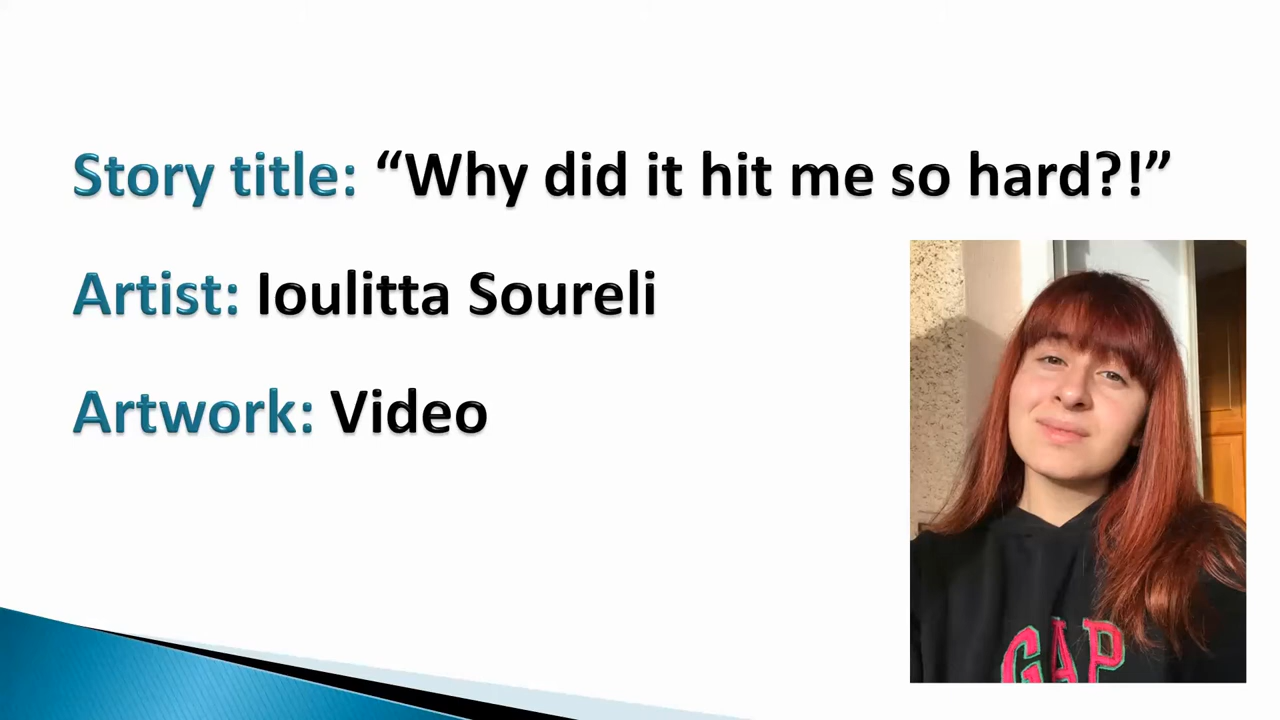 Story title: “Why did it hit me so hard?!”
Artist: Ioulitta Soureli
Artwork: Video
GAP